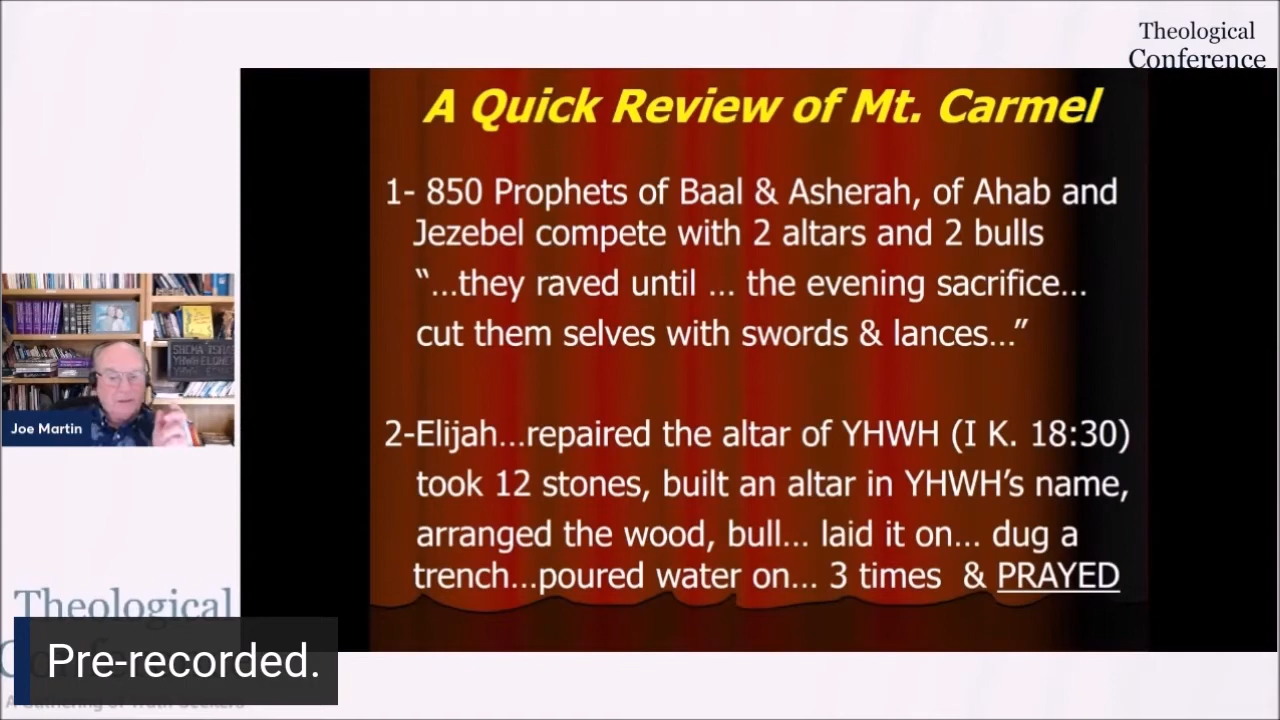 Theological
Conference
A Quick Review of Mt. Carmel
1- 850 Prophets of Baal & Asherah, of Ahab and
Jezebel compete with 2 altars and 2 bulls
“...they raved until ... the evening sacrifice...
cut them selves with swords & lances...”
2-Elijah...repaired the altar of YHWH (I K. 18:30)
took 12 stones, built an altar in YHWH’s name,
arranged the wood, bull... laid it on... dug a
trench...poured water on... 3 times & PRAYED
Joe Martin
Theological
Pre-recorded.